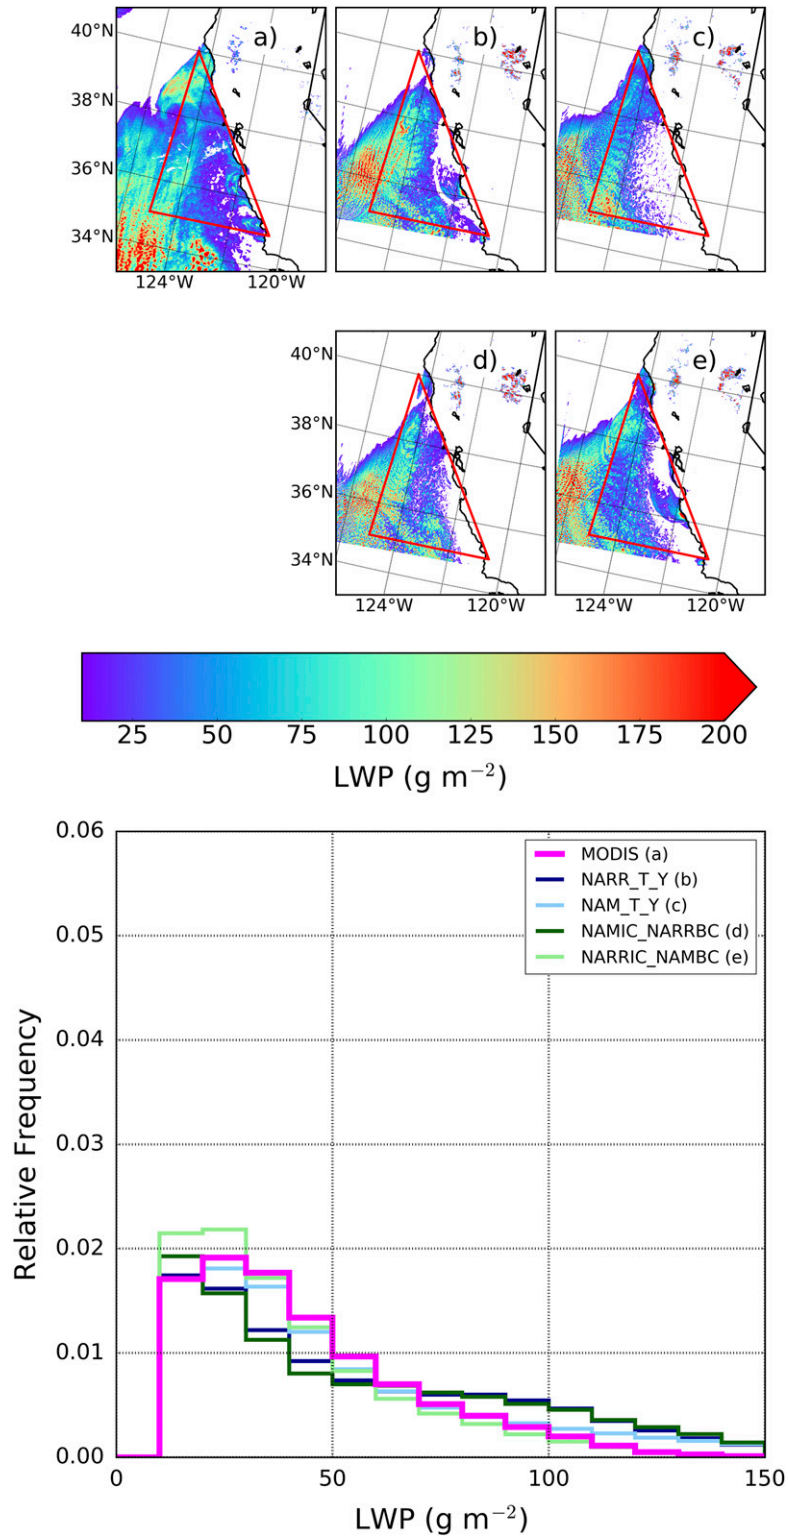 40°N
38°N
36°N
34°N
a)
b)
c)
124°W 120°W
40°N
38°N
36°N
34°N
d)
e)
124°W 120°W 124°W 120°W
25 50 75 100 125 150 175 200
LWP (g m⁻²)
0.06
0.05
0.04
0.03
0.02
0.01
0.00
Relative Frequency
MODIS (a)
NARR_T_Y (b)
NAM_T_Y (c)
NAMIC_NARRBC (d)
NARRIC_NAMBC (e)
0 50 100 150
LWP (g m⁻²)